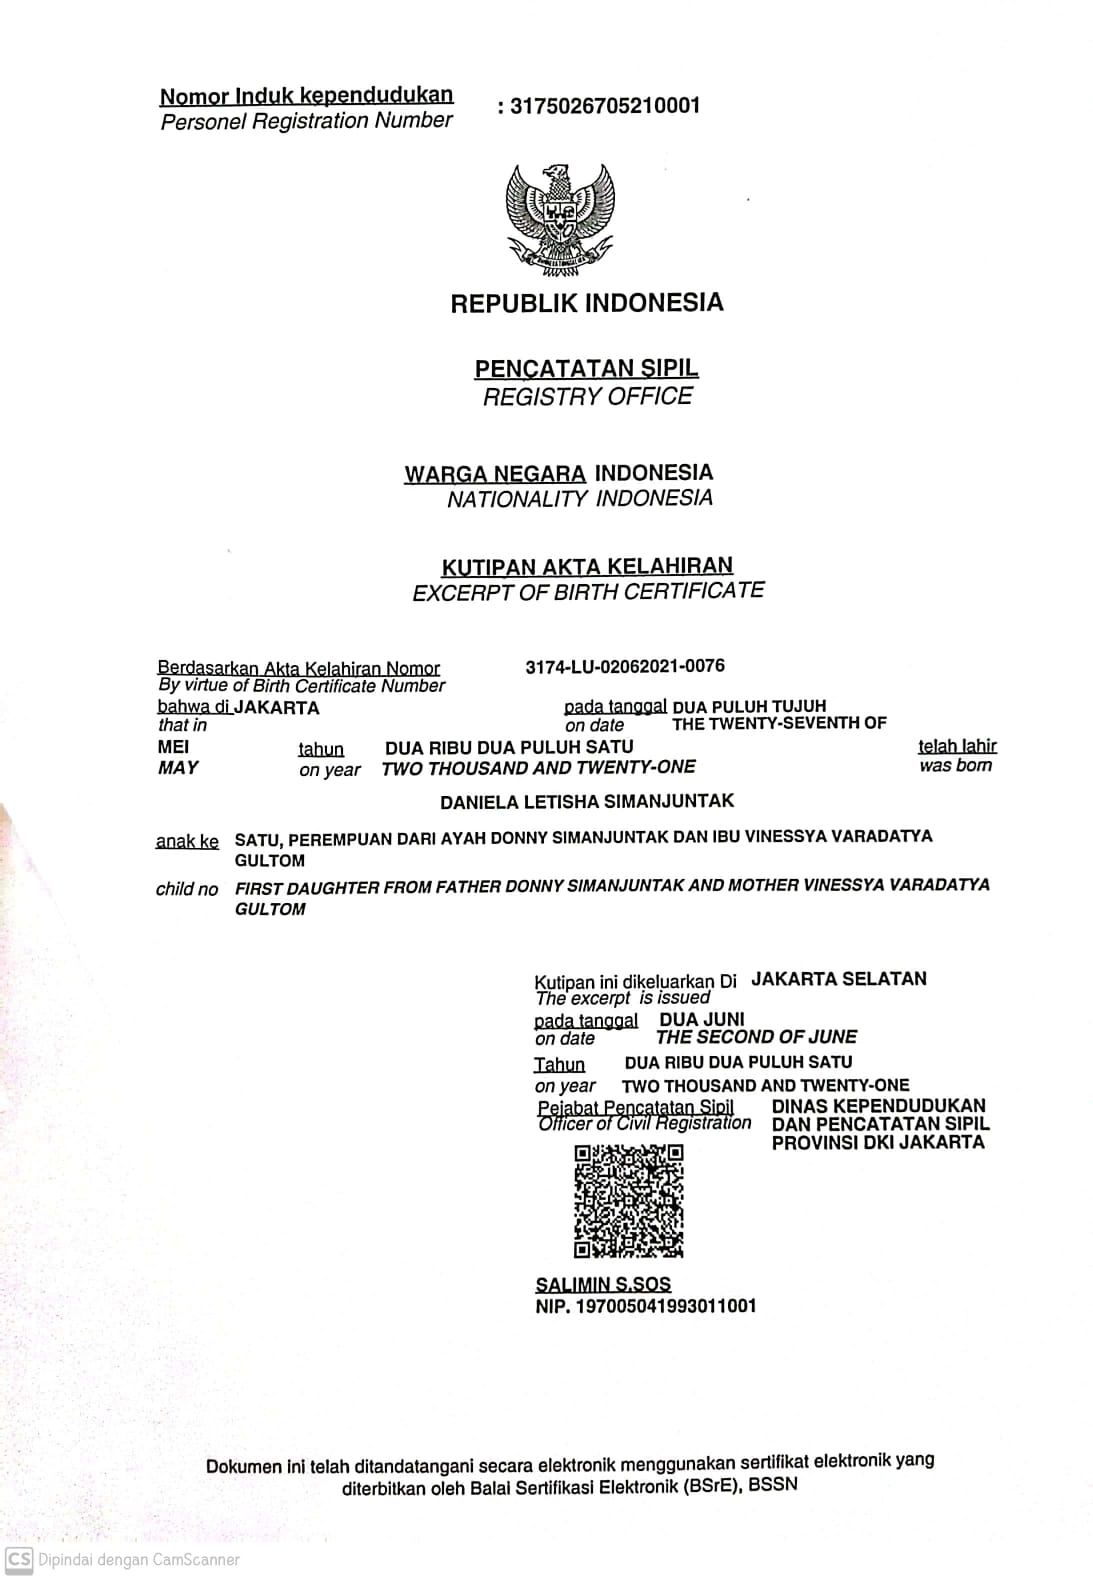 Nomor Induk kependudukan : 3175026705210001
Personel Registration Number
REPUBLIK INDONESIA
PENCATATAN SIPIL
REGISTRY OFFICE
WARGA NEGARA INDONESIA
NATIONALITY INDONESIA
KUTIPAN AKTA KELAHIRAN
EXCERPT OF BIRTH CERTIFICATE
Berdasarkan Akta Kelahiran Nomor 3174-LU-02062021-0076
By virtue of Birth Certificate Number
bahwa di JAKARTA pada tanggal DUA PULUH TUJUH
that in on date THE TWENTY-SEVENTH OF
MEI tahun DUA RIBU DUA PULUH SATU telah lahir
MAY on year TWO THOUSAND AND TWENTY-ONE was born
DANIELA LETISHA SIMANJUNTAK
anak ke SATU, PEREMPUAN DARI AYAH DONNY SIMANJUNTAK DAN IBU VINESSYA VARADATYA
GULTOM
child no FIRST DAUGHTER FROM FATHER DONNY SIMANJUNTAK AND MOTHER VINESSYA VARADATYA
GULTOM
Kutipan ini dikeluarkan Di JAKARTA SELATAN
The excerpt is issued
pada tanggal DUA JUNI
on date THE SECOND OF JUNE
Tahun DUA RIBU DUA PULUH SATU
on year TWO THOUSAND AND TWENTY-ONE
Pejabat Pencatatan Sipil DINAS KEPENDUDUKAN
Officer of Civil Registration DAN PENCATATAN SIPIL
PROVINSI DKI JAKARTA
SALIMIN S.SOS
NIP. 197005041993011001
Dokumen ini telah ditandatangani secara elektronik menggunakan sertifikat elektronik yang
diterbitkan oleh Balai Sertifikasi Elektronik (BSrE), BSSN
CS Dipindai dengan CamScanner